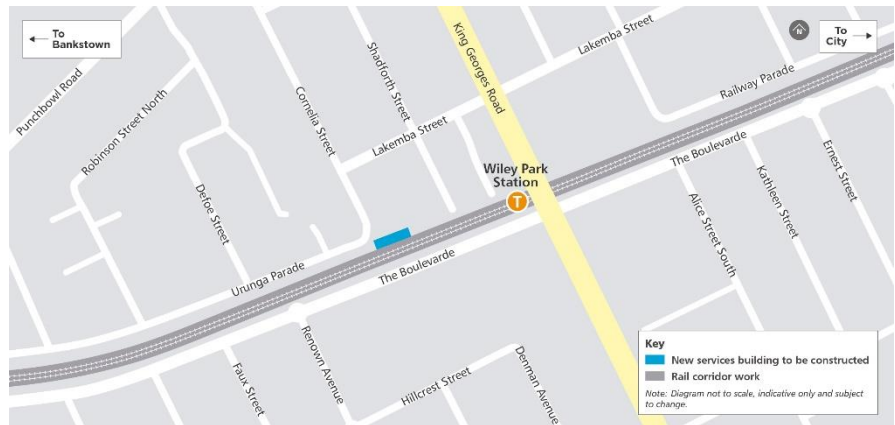 ← To
Bankstown
To →
City
N
Punchbowl Road
Robinson Street North
Cornelia Street
Shadforth Street
King Georges Road
Lakemba Street
Lakemba Street
Railway Parade
Defoe Street
Wiley Park
Station
T
The Boulevarde
Ernest Street
Kathleen Street
Alice Street South
Urunga Parade
The Boulevarde
Renown Avenue
Faux Street
Hillcrest Street
Denman Avenue
Key
New services building to be constructed
Rail corridor work
Note: Diagram not to scale, indicative only and subject
to change.